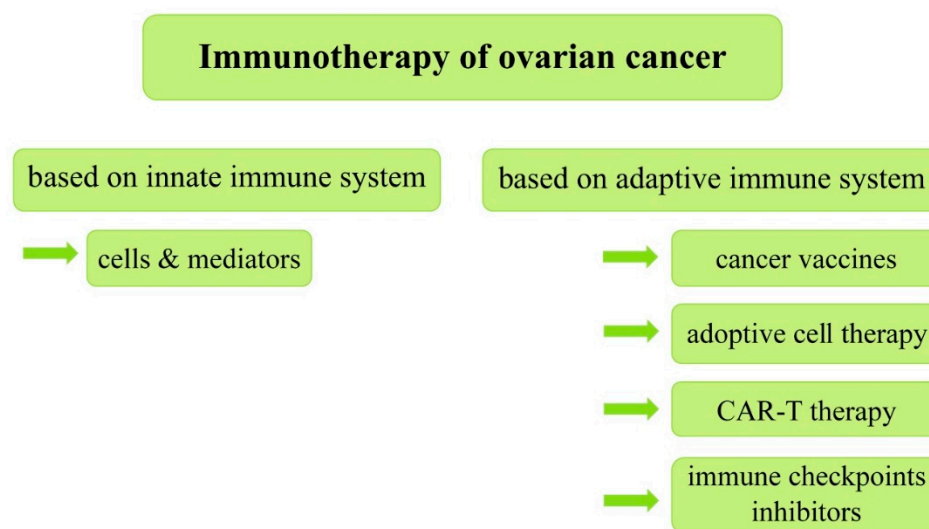 Immunotherapy of ovarian cancer
based on innate immune system
cells & mediators
based on adaptive immune system
cancer vaccines
adoptive cell therapy
CAR-T therapy
immune checkpoints
inhibitors